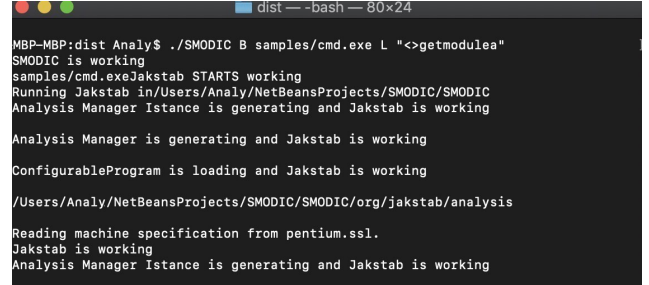 dist — -bash — 80×24
MBP-MBP:dist Analy$ ./SMODIC B samples/cmd.exe L "<>getmodulea"
SMODIC is working
samples/cmd.exeJakstab STARTS working
Running Jakstab in/Users/Analy/NetBeansProjects/SMODIC/SMODIC
Analysis Manager Istance is generating and Jakstab is working
Analysis Manager is generating and Jakstab is working
ConfigurableProgram is loading and Jakstab is working
/Users/Analy/NetBeansProjects/SMODIC/SMODIC/org/jakstab/analysis
Reading machine specification from pentium.ssl.
Jakstab is working
Analysis Manager Istance is generating and Jakstab is working